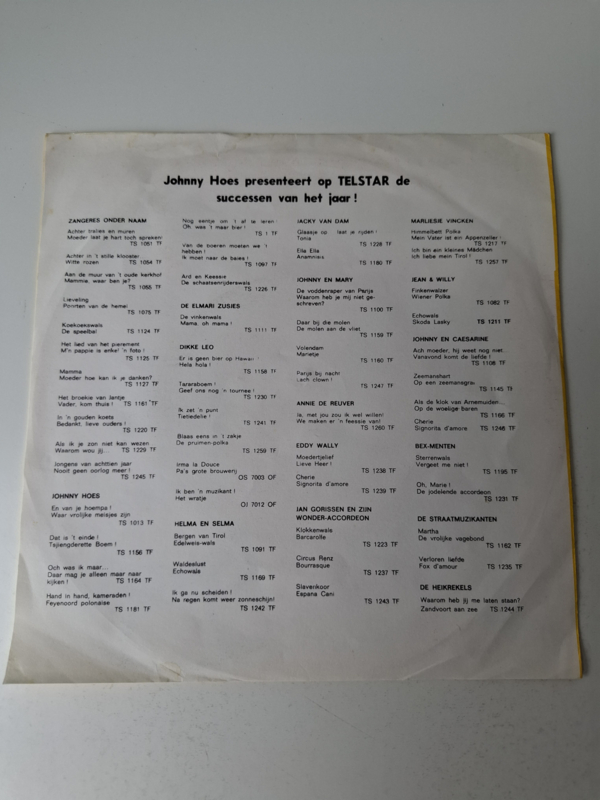 Johnny Hoes presenteert op TELSTAR de
successen van het jaar !
ZANGERES ONDER NAAM
Achter tralies en muren
Moeder laat je hart toch spreken
TS 1051 TF
Achter in 't stille klooster
Witte rozen TS 1054 TF
Aan de muur van 't oude kerkhof
Mamma, waar ben je?
TS 1055 TF
Lieveling
Poorten van de hemel
TS 1075 TF
Koekoekswals
De speelbal TS 1124 TF
Het lied van het pierement
M'n pappie is enkel 'n foto !
TS 1125 TF
Mamma
Moeder hoe kan ik je danken?
TS 1127 TF
Het broekie van Jantje
Vader, kom thuis ! TS 1161 TF
In 'n gouden koets
Bedankt, lieve ouders !
TS 1220 TF
Als ik je zon niet kan wezen
Waarom wou jij... TS 1229 TF
Jongens van achttien jaar
Nooit geen oorlog meer !
TS 1245 TF
JOHNNY HOES
En van je hoempa !
Waar vrolijke meisjes zijn
TS 1013 TF
Dat is 't einde !
Tsjiengderette Boem !
TS 1156 TF
Och was ik maar...
Daar mag je alleen maar naar
kijken ! TS 1164 TF
Hand in hand, kameraden !
Feyenoord polonaise
TS 1181 TF
Nog eentje om 't af te leren !
Oh was 't maar bier !
TS 1 TF
Van de boeren moeten we 't
hebben !
Ik moet naar de bajes !
TS 1097 TF
Ard en Keessie
De schaatsenrijderswals
TS 1226 TF
DE ELMARI ZUSJES
De vinkenwals
Mama, oh mama !
TS 1111 TF
DIKKE LEO
Er is geen bier op Hawaii !
Hela hola !
TS 1158 TF
Tararaboem !
Geef ons nog 'n tournee !
TS 1230 TF
Ik zet 'n punt
Tietiedelie !
TS 1241 TF
Blaas eens in 't zakje
De pruimen-polka
TS 1259 TF
Irma la Douce
Pa's grote brouwerij
OS 7003 OF
Ik ben 'n muzikant !
Het wratje
OJ 7012 OF
HELMA EN SELMA
Bergen van Tirol
Edelweis-wals
TS 1091 TF
Waldeslust
Echowals
TS 1169 TF
Ik ga nu scheiden !
Na regen komt weer zonneschijn!
TS 1242 TF
JACKY VAN DAM
Glaasje op laat je rijden !
Tonia
TS 1228 TF
Ella Ella
Anamnisis
TS 1180 TF
JOHNNY EN MARY
De voddenraper van Parijs
Waarom heb je mij niet ge-
schreven?
TS 1100 TF
Daar bij die molen
De molen aan de vliet
TS 1159 TF
Volendam
Marietje
TS 1160 TF
Parijs bij nacht
Lach clown !
TS 1247 TF
ANNIE DE REUVER
Ja, met jou zou ik wel willen!
We maken er 'n feessie van!
TS 1260 TF
EDDY WALLY
Moedertjelief
Lieve Heer !
TS 1238 TF
Cherie
Signorita d'amore
TS 1239 TF
JAN GORISSEN EN ZIJN
WONDER-ACCORDEON
Klokkenwals
Barcarolle
TS 1223 TF
Circus Renz
Bourrasque
TS 1237 TF
Slavenkoor
Espana Cani
TS 1243 TF
MARLIESJE VINCKEN
Himmelbett Polka
Mein Vater ist ein Appenzeller !
TS 1217 TF
Ich bin ein kleines Mädchen
Ich liebe mein Tirol !
TS 1257 TF
JEAN & WILLY
Finkenwalzer
Wiener Polka
TS 1082 TF
Echowals
Skoda Lasky TS 1211 TF
JOHNNY EN CAESARINE
Ach moeder, hij weet nog niet..
Vanavond komt de liefde !
TS 1108 TF
Zeemanshart
Op een zeemansgraf
TS 1145 TF
Als de klok van Arnemuiden...
Op de woelige baren
TS 1166 TF
Cherie
Signorita d'amore TS 1248 TF
BEX-MENTEN
Sterrenwals
Vergeet me niet !
TS 1195 TF
Oh, Marie !
De jodelende accordeon
TS 1231 TF
DE STRAATMUZIKANTEN
Martha
De vrolijke vagebond
TS 1182 TF
Verloren liefde
Fox d'amour TS 1235 TF
DE HEIKREKELS
Waarom heb jij me laten staan?
Zandvoort aan zee TS 1244 TF